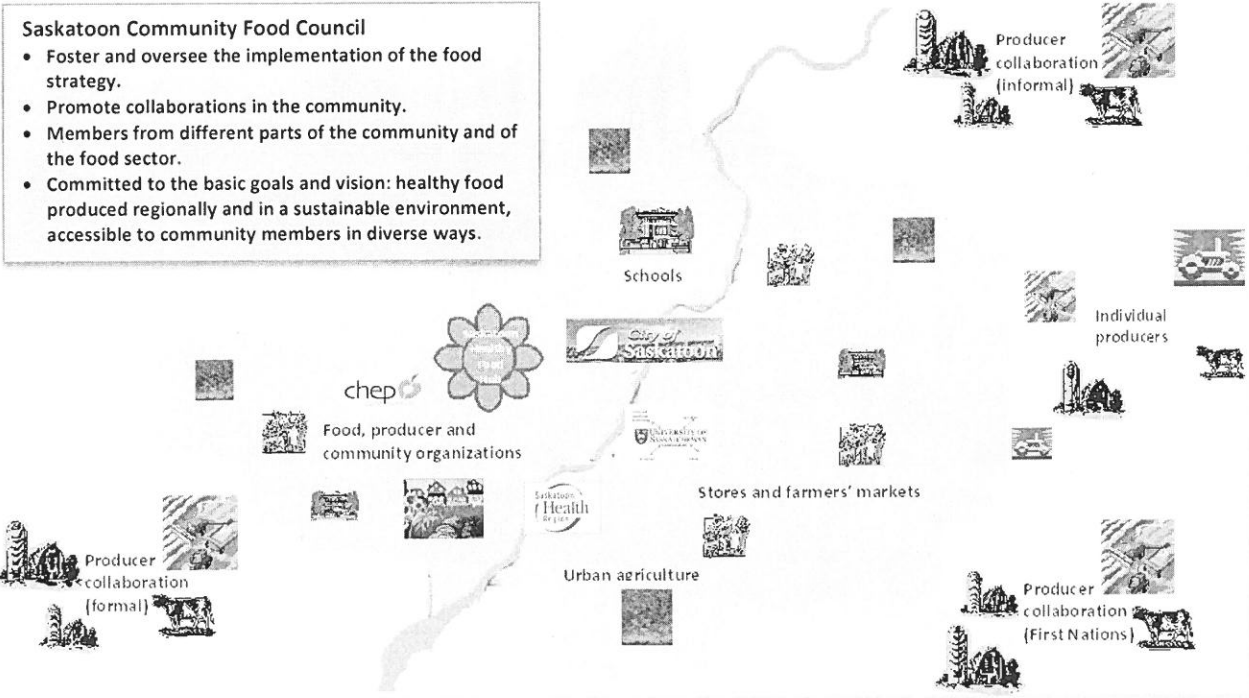 Saskatoon Community Food Council
• Foster and oversee the implementation of the food
strategy.
• Promote collaborations in the community.
• Members from different parts of the community and of
the food sector.
• Committed to the basic goals and vision: healthy food
produced regionally and in a sustainable environment,
accessible to community members in diverse ways.
Producer
collaboration
(informal)
Schools
Individual
producers
City of
Saskatoon
chep
Food, producer and
community organizations
UNIVERSITY OF
SASKATCHEWAN
Stores and farmers' markets
Saskatoon
Health
Region
Producer
collaboration
(formal)
Urban agriculture
Producer
collaboration
(First Nations)